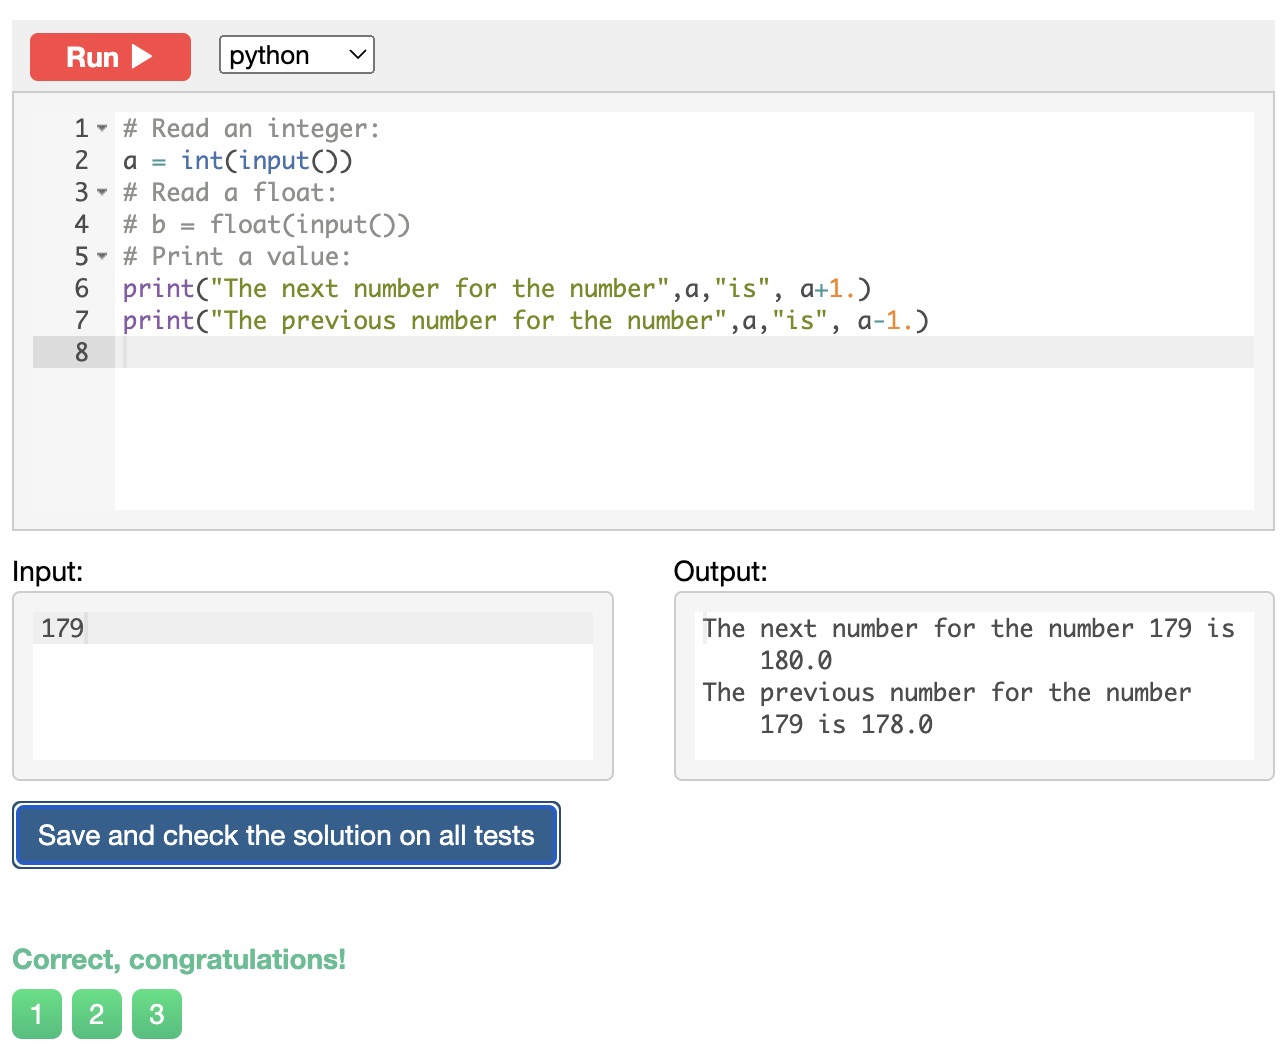 Run
python
1 # Read an integer:
2 a = int(input())
3 # Read a float:
4 # b = float(input())
5 # Print a value:
6 print("The next number for the number",a,"is", a+1.)
7 print("The previous number for the number",a,"is", a-1.)
8
Input:
179
Output:
The next number for the number 179 is
180.0
The previous number for the number
179 is 178.0
Save and check the solution on all tests
Correct, congratulations!
1 2 3